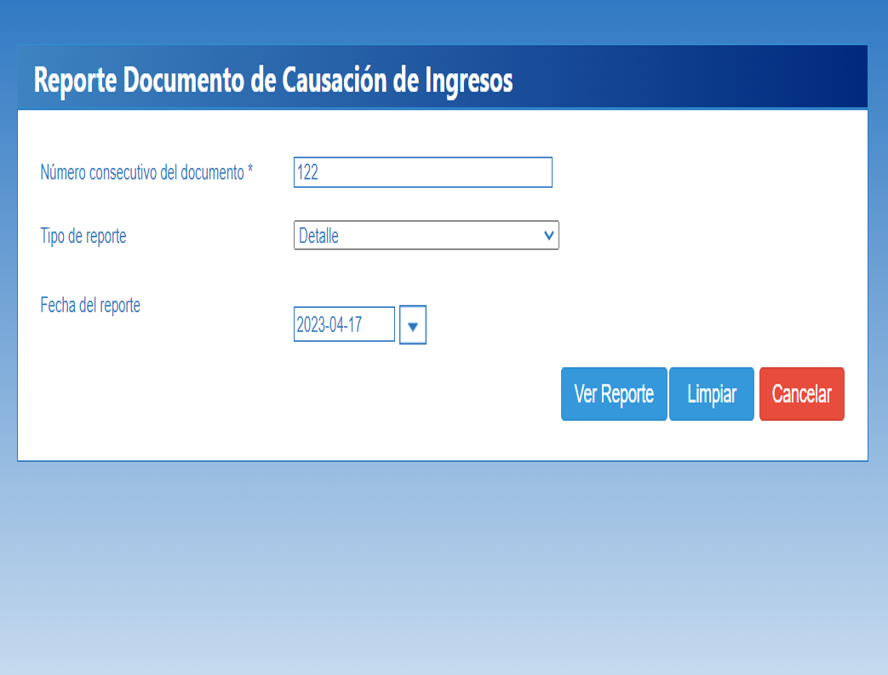 Reporte Documento de Causación de Ingresos
Número consecutivo del documento * 122
Tipo de reporte Detalle
Fecha del reporte
2023-04-17
Ver Reporte Limpiar Cancelar